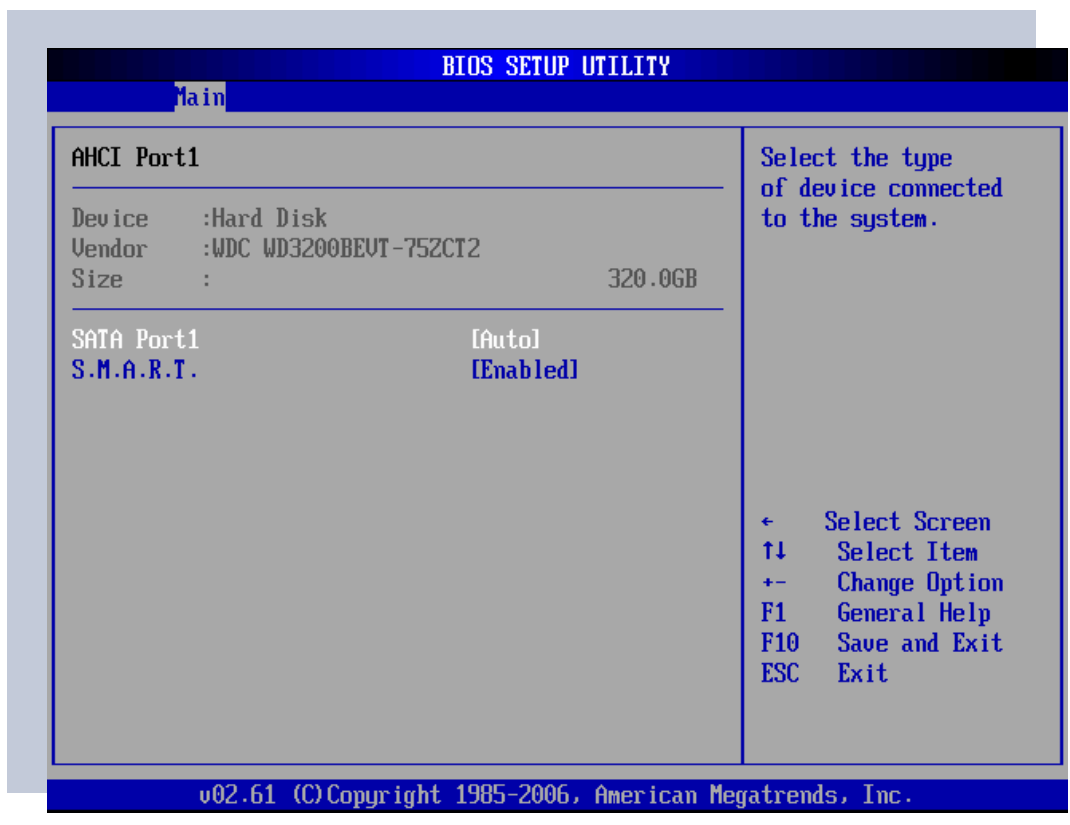 BIOS SETUP UTILITY
Main
AHCI Port1
Device :Hard Disk
Vendor :WDC WD3200BEVT-75ZCT2
Size : 320.0GB
SATA Port1 [Auto]
S.M.A.R.T. [Enabled]
Select the type
of device connected
to the system.
← Select Screen
↑↓ Select Item
+- Change Option
F1 General Help
F10 Save and Exit
ESC Exit
v02.61 (C)Copyright 1985-2006, American Megatrends, Inc.